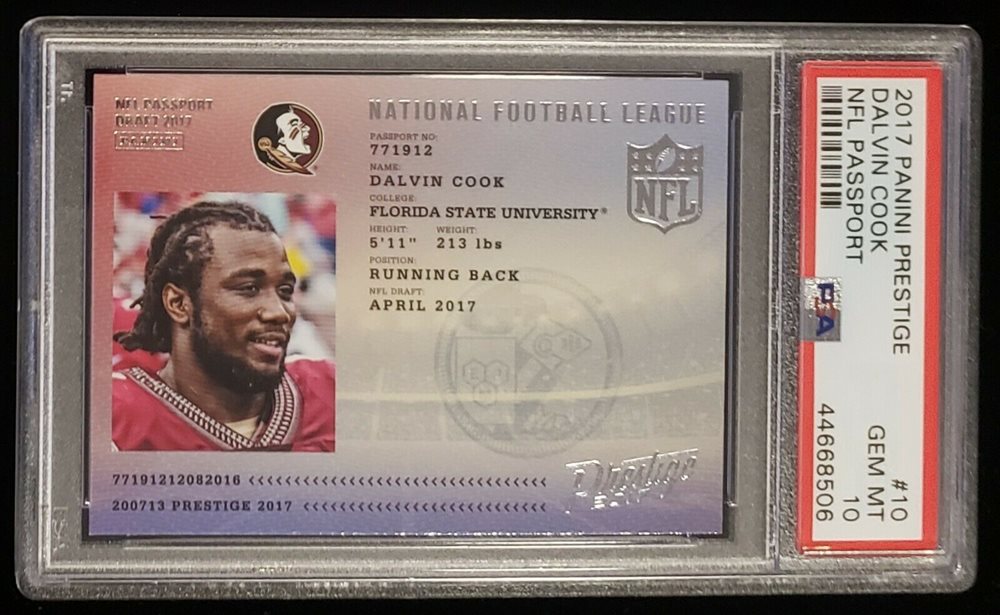 NFL PASSPORT
DRAFT 2017
PANINI
NATIONAL FOOTBALL LEAGUE
PASSPORT NO:
771912
NAME:
DALVIN COOK
COLLEGE:
FLORIDA STATE UNIVERSITY®
HEIGHT: WEIGHT:
5'11" 213 lbs
POSITION:
RUNNING BACK
NFL DRAFT:
APRIL 2017
NFL
77191212082016 ‹‹‹‹‹‹‹‹‹‹‹‹‹‹‹‹‹‹‹‹‹‹‹‹‹‹‹‹‹‹‹‹‹‹
200713 PRESTIGE 2017 ‹‹‹‹‹‹‹‹‹‹‹‹‹‹‹‹‹‹‹‹‹‹‹‹‹‹‹
Prestige
2017 PANINI PRESTIGE #10
DALVIN COOK GEM MT
NFL PASSPORT 10
PSA 44668506